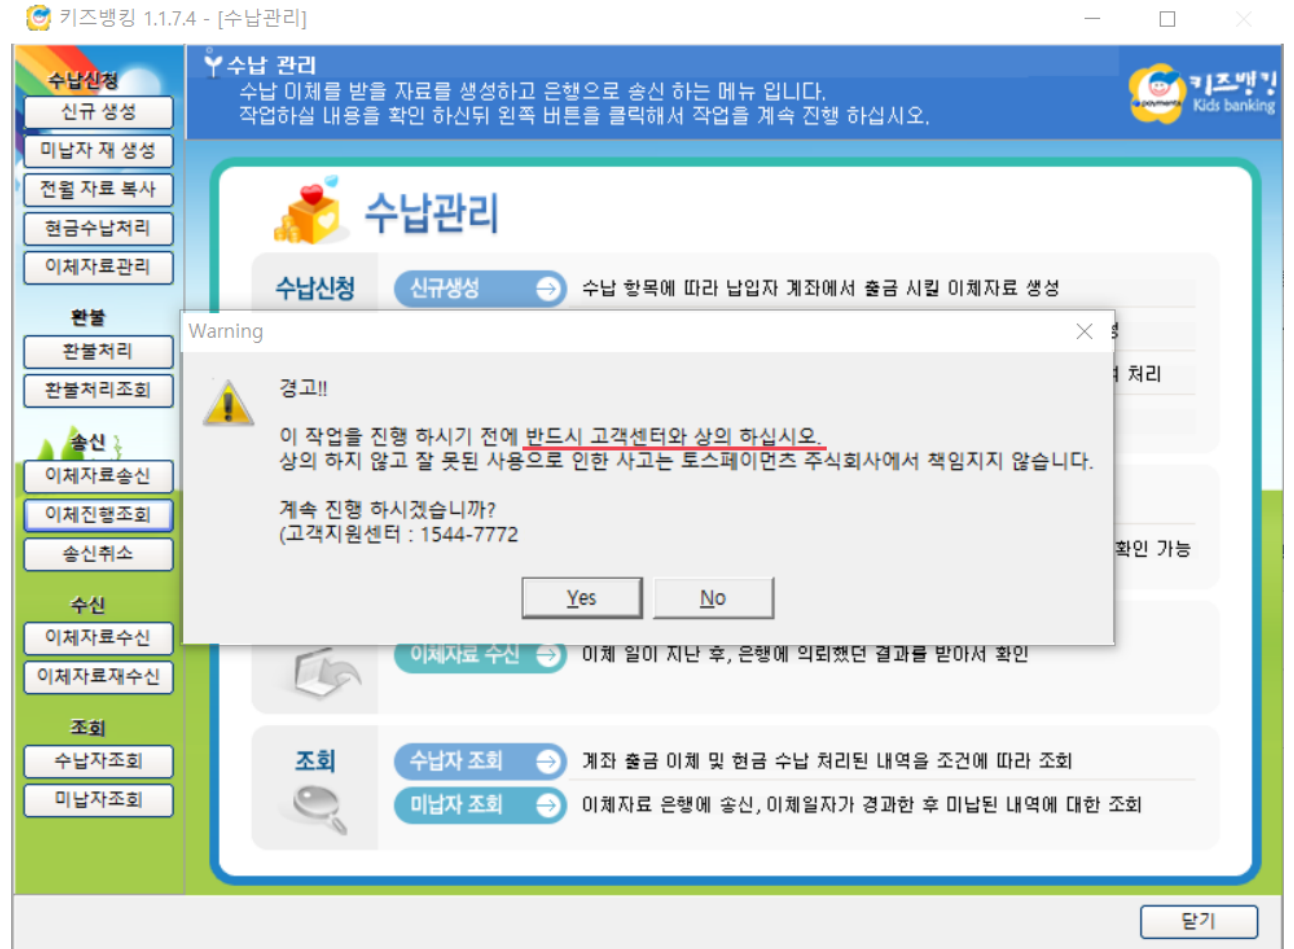 키즈뱅킹 1.1.7.4 - [수납관리]
수납 관리
수납 이체를 받을 자료를 생성하고 은행으로 송신 하는 메뉴 입니다.
작업하실 내용을 확인 하신뒤 왼쪽 버튼을 클릭해서 작업을 계속 진행 하십시오.
payments
키즈뱅킹
Kids banking
수납신청
신규 생성
미납자 재 생성
전월 자료 복사
현금수납처리
이체자료관리
환불
환불처리
환불처리조회
송신
이체자료송신
이체진행조회
송신취소
수신
이체자료수신
이체자료재수신
조회
수납자조회
미납자조회
수납관리
수납신청 신규생성 수납 항목에 따라 납입자 계좌에서 출금 시킬 이체자료 생성
처리
확인 가능
Warning
경고!!
이 작업을 진행 하시기 전에 반드시 고객센터와 상의 하십시오.
상의 하지 않고 잘 못된 사용으로 인한 사고는 토스페이먼츠 주식회사에서 책임지지 않습니다.
계속 진행 하시겠습니까?
(고객지원센터 : 1544-7772
Yes No
이체자료 수신 이체 일이 지난 후, 은행에 의뢰했던 결과를 받아서 확인
조회 수납자 조회 계좌 출금 이체 및 현금 수납 처리된 내역을 조건에 따라 조회
미납자 조회 이체자료 은행에 송신, 이체일자가 경과한 후 미납된 내역에 대한 조회
닫기